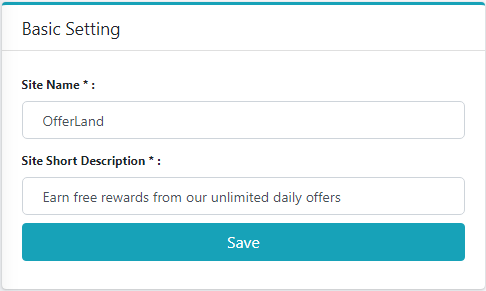 Basic Setting
Site Name * :
OfferLand
Site Short Description * :
Earn free rewards from our unlimited daily offers
Save